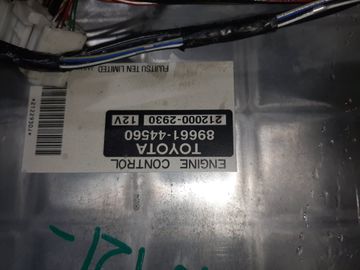 ENGINE CONTROL
TOYOTA
89661-44560
212000-2930 12V
FUJITSU TEN LIMITED